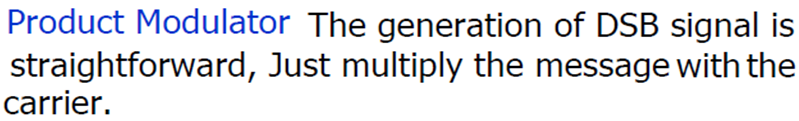 Product Modulator The generation of DSB signal is
straightforward, Just multiply the message with the
carrier.